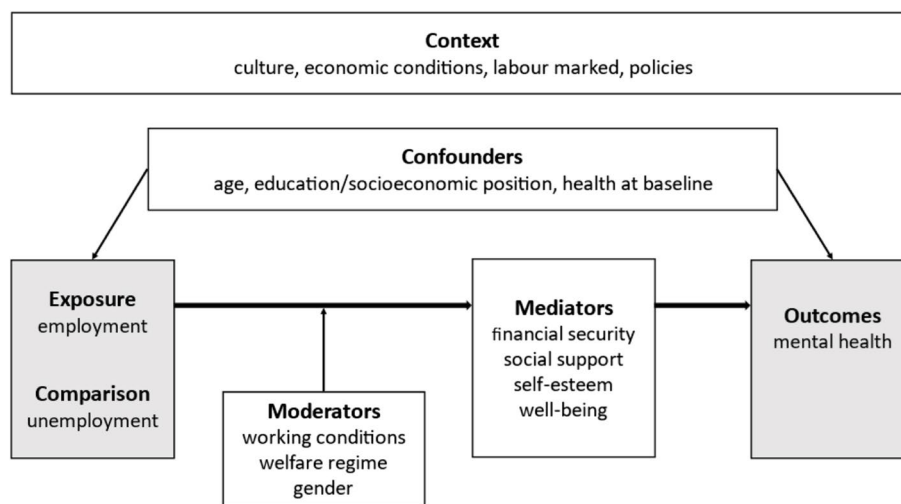 Context
culture, economic conditions, labour marked, policies
Confounders
age, education/socioeconomic position, health at baseline
Exposure
employment
Comparison
unemployment
Moderators
working conditions
welfare regime
gender
Mediators
financial security
social support
self-esteem
well-being
Outcomes
mental health